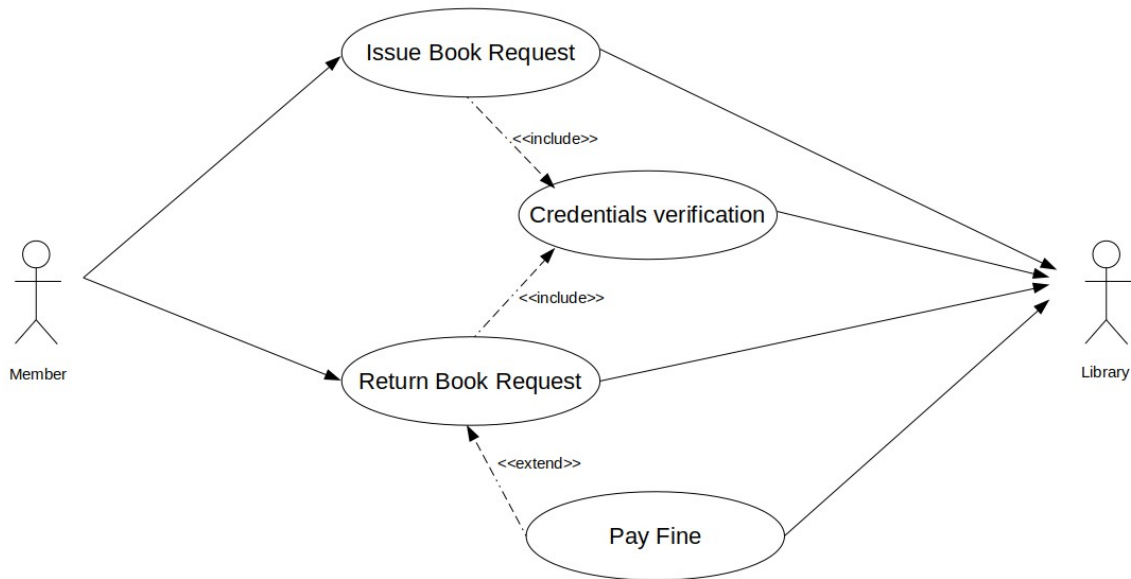 Issue Book Request
<<include>>
Credentials verification
<<include>>
Member
Return Book Request
Library
<<extend>>
Pay Fine